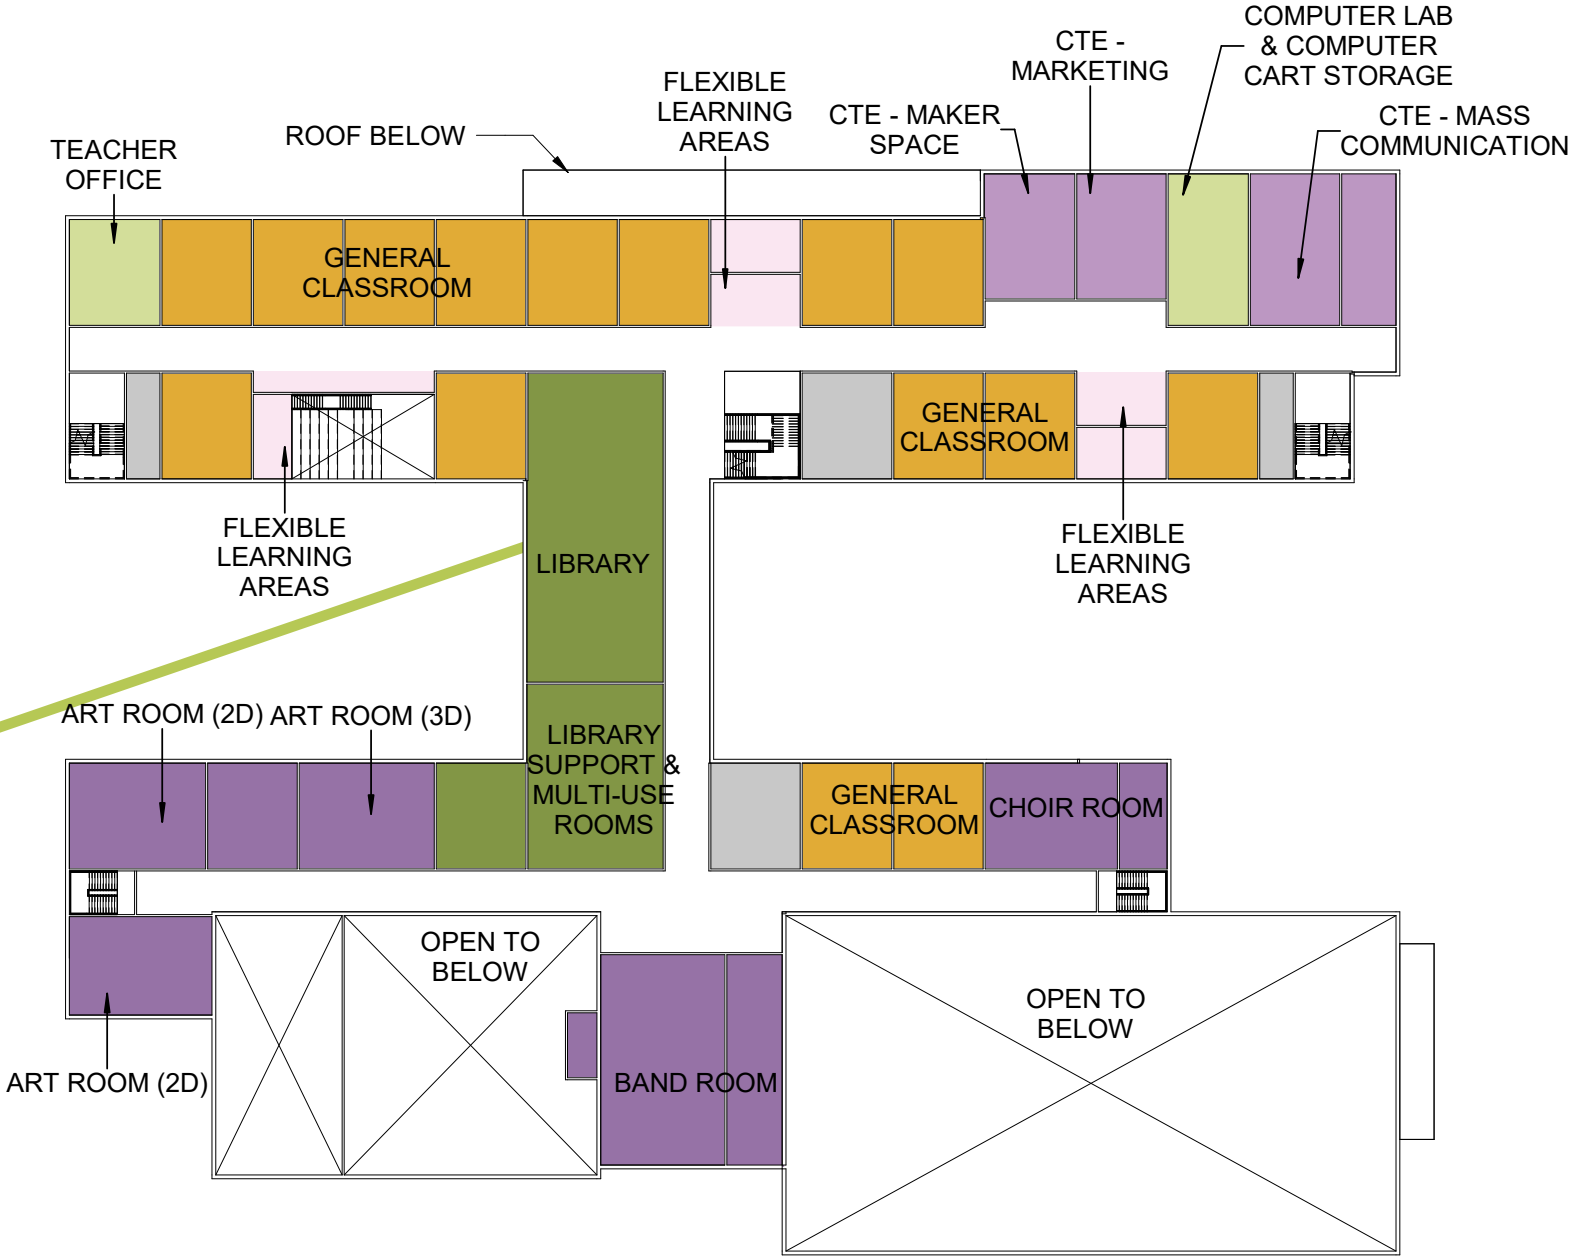 COMPUTER LAB
& COMPUTER
CART STORAGE
CTE -
MARKETING
FLEXIBLE
LEARNING
AREAS
CTE - MAKER
SPACE
CTE - MASS
COMMUNICATION
ROOF BELOW
TEACHER
OFFICE
GENERAL
CLASSROOM
GENERAL
CLASSROOM
FLEXIBLE
LEARNING
AREAS
LIBRARY
FLEXIBLE
LEARNING
AREAS
ART ROOM (2D)
ART ROOM (3D)
LIBRARY
SUPPORT &
MULTI-USE
ROOMS
GENERAL
CLASSROOM
CHOIR ROOM
OPEN TO
BELOW
OPEN TO
BELOW
ART ROOM (2D)
BAND ROOM